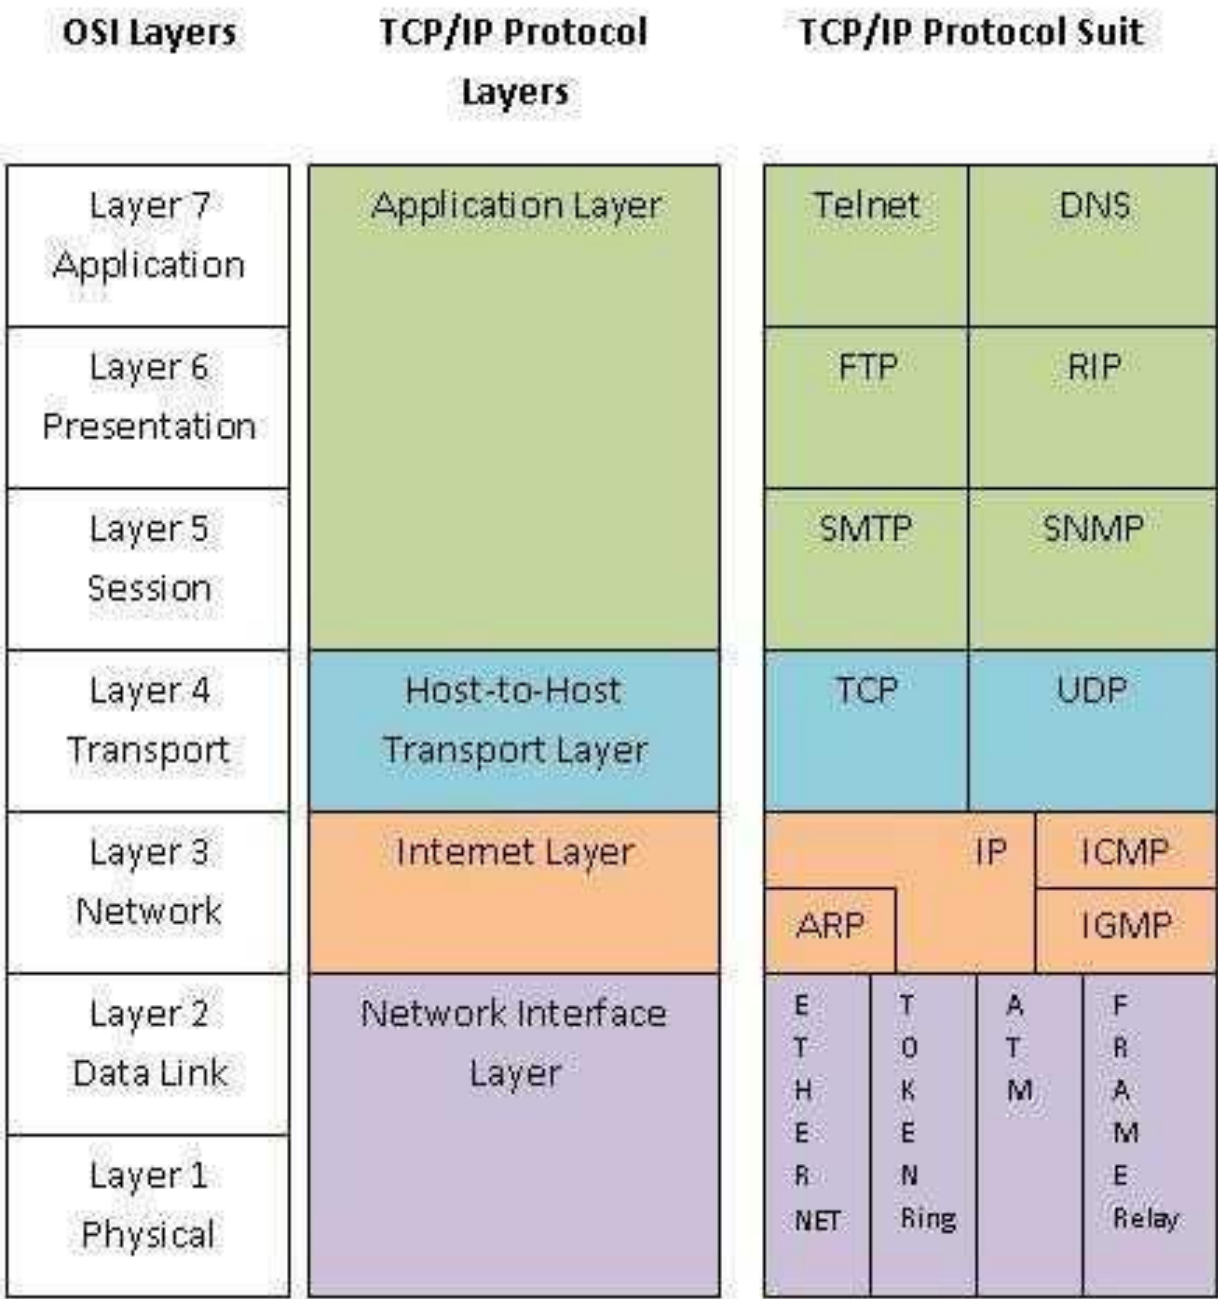 OSI Layers
TCP/IP Protocol
Layers
TCP/IP Protocol Suit
Layer 7
Application
Layer 6
Presentation
Layer 5
Session
Layer 4
Transport
Layer 3
Network
Layer 2
Data Link
Layer 1
Physical
Application Layer
Host-to-Host
Transport Layer
Internet Layer
Network Interface
Layer
Telnet
DNS
FTP
RIP
SMTP
SNMP
TCP
UDP
IP
ICMP
ARP
IGMP
E
T
H
E
R
NET
T
O
K
E
N
Ring
A
T
M
F
R
A
M
E
Relay